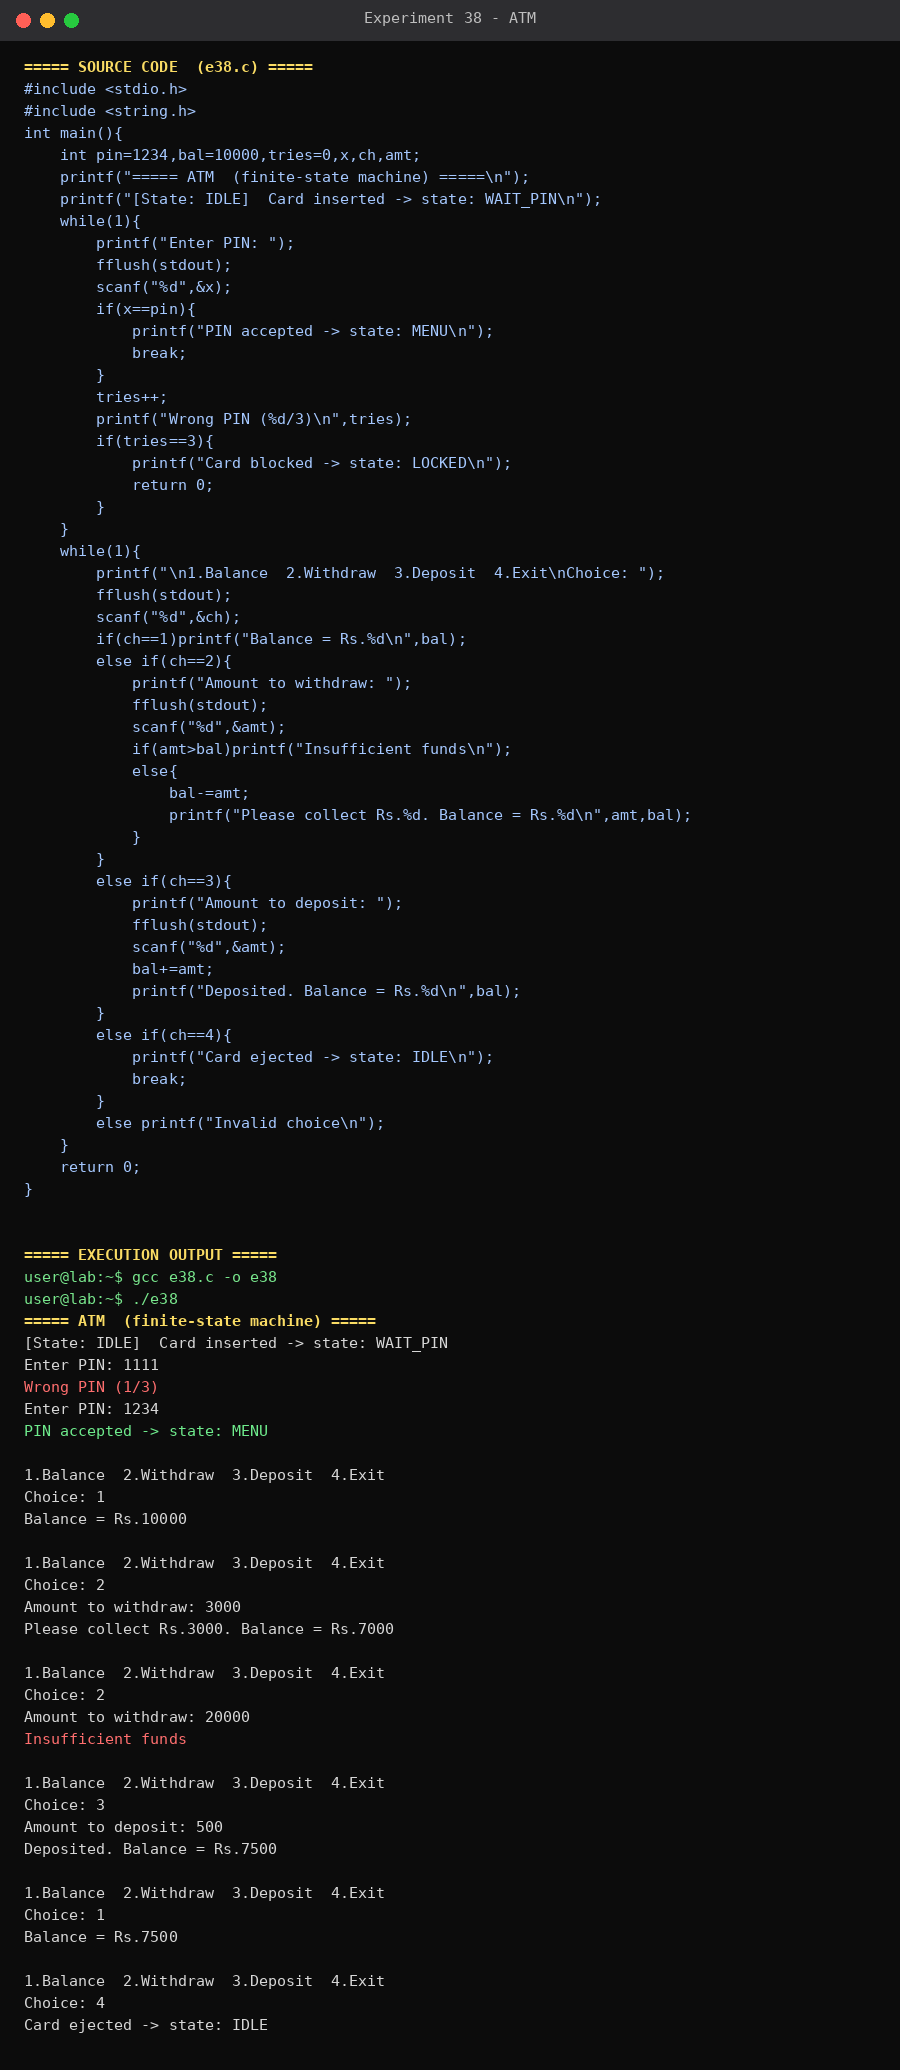 Experiment 38 - ATM
===== SOURCE CODE  (e38.c) =====
#include <stdio.h>
#include <string.h>
int main(){
    int pin=1234,bal=10000,tries=0,x,ch,amt;
    printf("===== ATM  (finite-state machine) =====\n");
    printf("[State: IDLE]  Card inserted -> state: WAIT_PIN\n");
    while(1){
        printf("Enter PIN: ");
        fflush(stdout);
        scanf("%d",&x);
        if(x==pin){
            printf("PIN accepted -> state: MENU\n");
            break;
        }
        tries++;
        printf("Wrong PIN (%d/3)\n",tries);
        if(tries==3){
            printf("Card blocked -> state: LOCKED\n");
            return 0;
        }
    }
    while(1){
        printf("\n1.Balance  2.Withdraw  3.Deposit  4.Exit\nChoice: ");
        fflush(stdout);
        scanf("%d",&ch);
        if(ch==1)printf("Balance = Rs.%d\n",bal);
        else if(ch==2){
            printf("Amount to withdraw: ");
            fflush(stdout);
            scanf("%d",&amt);
            if(amt>bal)printf("Insufficient funds\n");
            else{
                bal-=amt;
                printf("Please collect Rs.%d. Balance = Rs.%d\n",amt,bal);
            }
        }
        else if(ch==3){
            printf("Amount to deposit: ");
            fflush(stdout);
            scanf("%d",&amt);
            bal+=amt;
            printf("Deposited. Balance = Rs.%d\n",bal);
        }
        else if(ch==4){
            printf("Card ejected -> state: IDLE\n");
            break;
        }
        else printf("Invalid choice\n");
    }
    return 0;
}
===== EXECUTION OUTPUT =====
user@lab:~$ gcc e38.c -o e38
user@lab:~$ ./e38
===== ATM  (finite-state machine) =====
[State: IDLE]  Card inserted -> state: WAIT_PIN
Enter PIN: 1111
Wrong PIN (1/3)
Enter PIN: 1234
PIN accepted -> state: MENU
1.Balance  2.Withdraw  3.Deposit  4.Exit
Choice: 1
Balance = Rs.10000
1.Balance  2.Withdraw  3.Deposit  4.Exit
Choice: 2
Amount to withdraw: 3000
Please collect Rs.3000. Balance = Rs.7000
1.Balance  2.Withdraw  3.Deposit  4.Exit
Choice: 2
Amount to withdraw: 20000
Insufficient funds
1.Balance  2.Withdraw  3.Deposit  4.Exit
Choice: 3
Amount to deposit: 500
Deposited. Balance = Rs.7500
1.Balance  2.Withdraw  3.Deposit  4.Exit
Choice: 1
Balance = Rs.7500
1.Balance  2.Withdraw  3.Deposit  4.Exit
Choice: 4
Card ejected -> state: IDLE